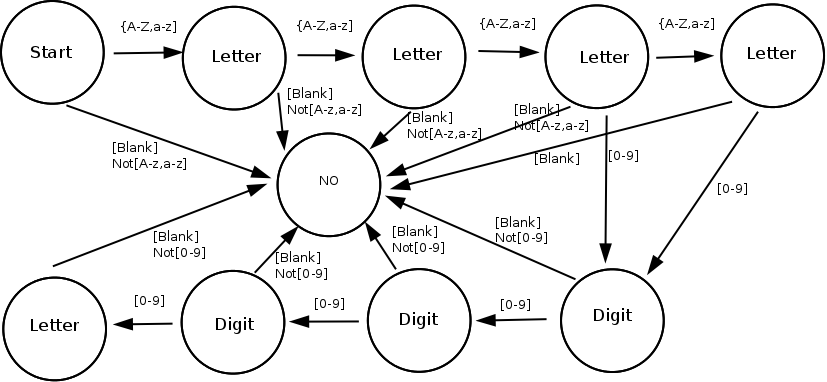 {A-Z,a-z]
{A-Z,a-z]
{A-Z,a-z]
{A-Z,a-z]
Start
Letter
Letter
Letter
Letter
[Blank]
Not[A-z,a-z]
[Blank]
Not[A-z,a-z]
[Blank]
Not[A-z,a-z]
[Blank]
Not[A-z,a-z]
[Blank]
[0-9]
[0-9]
NO
[Blank]
Not[0-9]
[Blank]
Not[0-9]
[Blank]
Not[0-9]
[Blank]
Not[0-9]
Letter
[0-9]
Digit
[0-9]
Digit
[0-9]
Digit